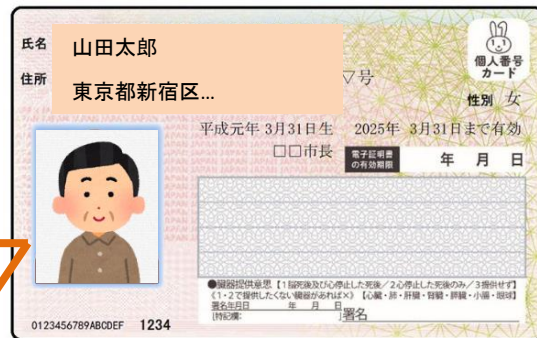 氏名 山田太郎
住所 東京都新宿区... ▽号
個人番号
カード
性別 女
平成元年 3月31日生 2025年 3月31日まで有効
□□市長 電子証明書
の有効期限 年 月 日
●臓器提供意思【1脳死後及び心停止した死後／2心停止した死後のみ／3提供せず】
《1・2で提供したくない臓器があれば×》【心臓・肺・肝臓・腎臓・膵臓・小腸・眼球】
署名年月日 年 月 日
[特記欄: ]署名
0123456789ABCDEF 1234